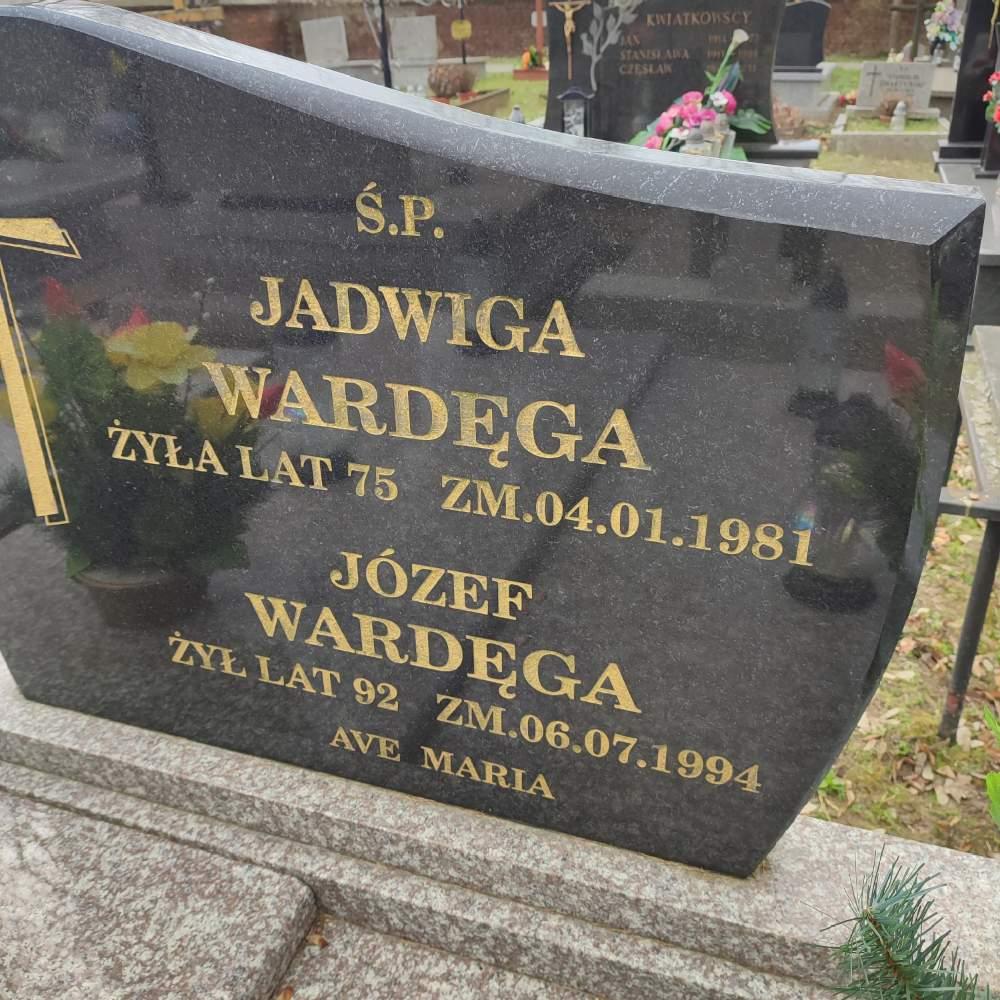 KWIATKOWSCY
JAN
STANISŁAWA
CZESŁAW
Ś.P.
JADWIGA
WARDĘGA
ŻYŁA LAT 75 ZM.04.01.1981
JÓZEF
WARDĘGA
ŻYŁ LAT 92 ZM.06.07.1994
AVE MARIA